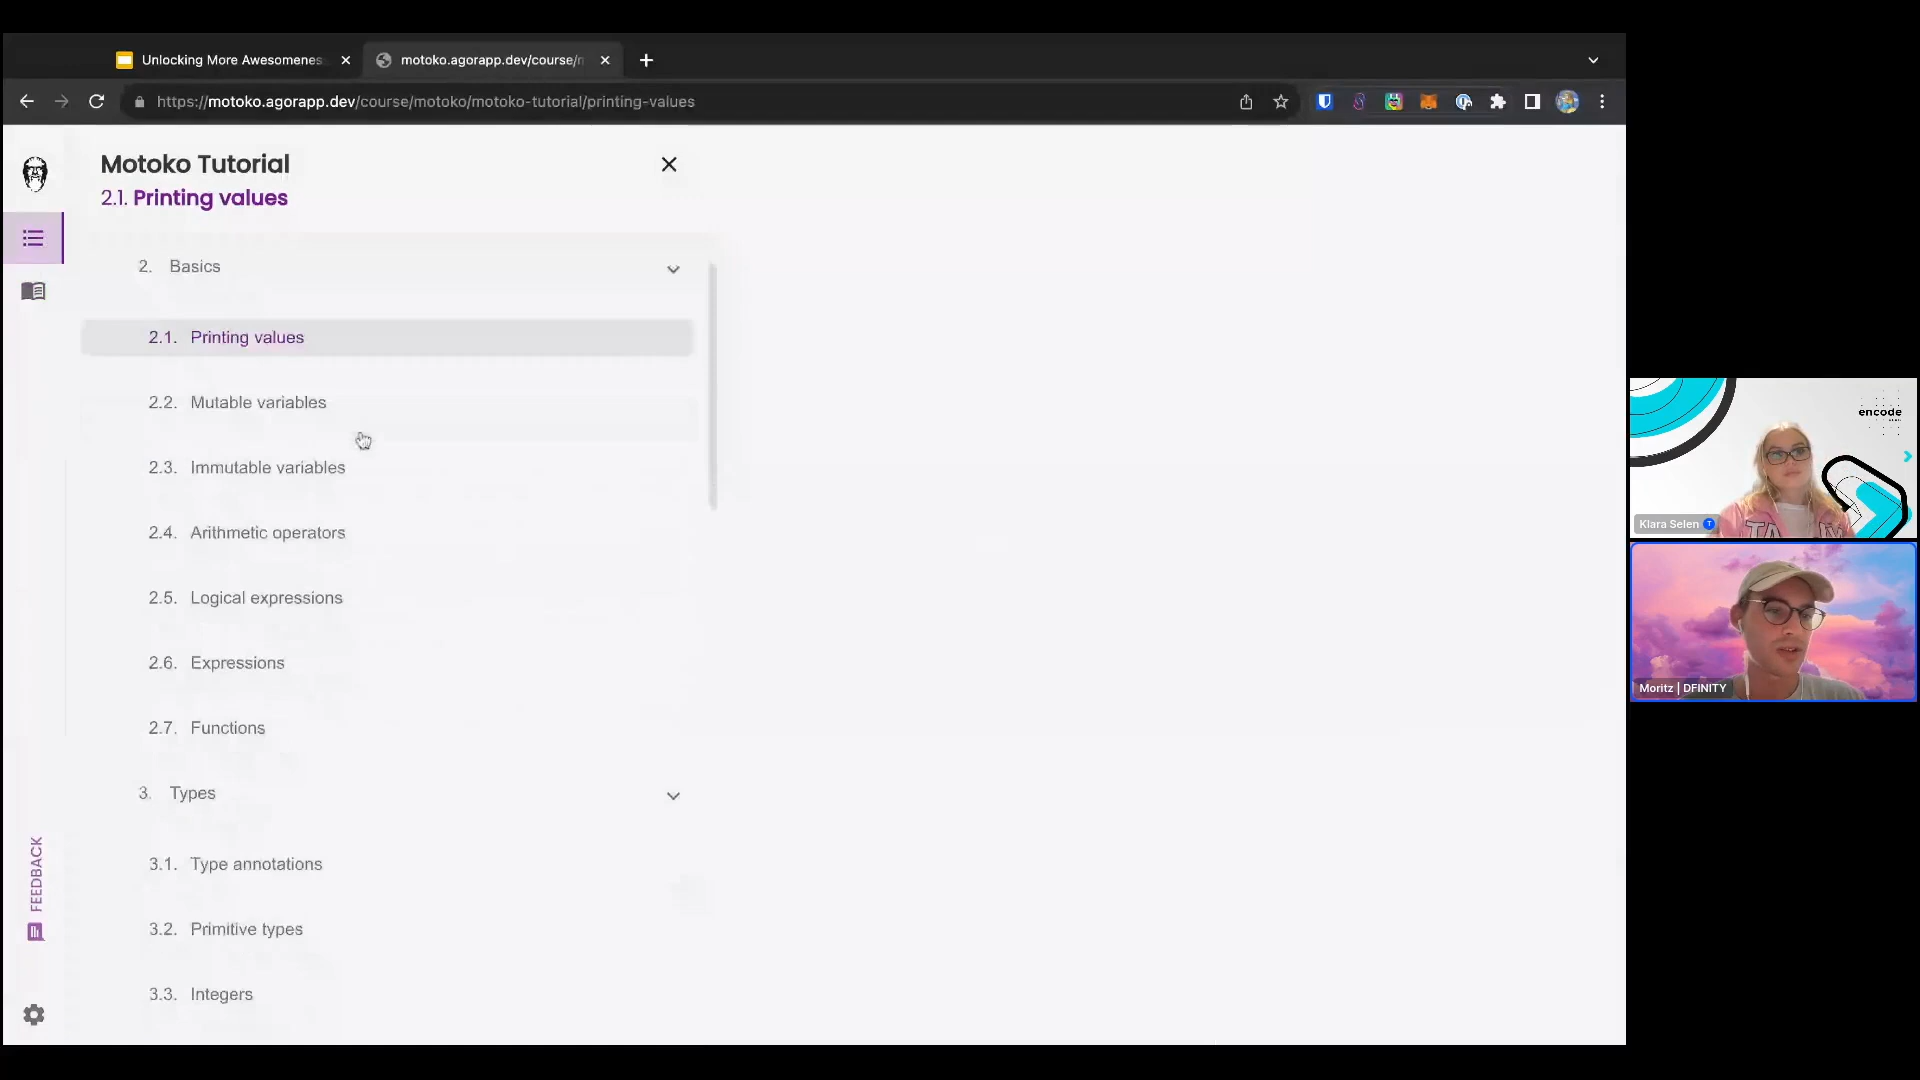 Unlocking More Awesomenes
motoko.agorapp.dev/course/n
https://motoko.agorapp.dev/course/motoko/motoko-tutorial/printing-values
Motoko Tutorial
2.1. Printing values
2. Basics
2.1. Printing values
2.2. Mutable variables
2.3. Immutable variables
2.4. Arithmetic operators
2.5. Logical expressions
2.6. Expressions
2.7. Functions
3. Types
3.1. Type annotations
3.2. Primitive types
3.3. Integers
FEEDBACK
encode
Klara Selen
Moritz | DFINITY